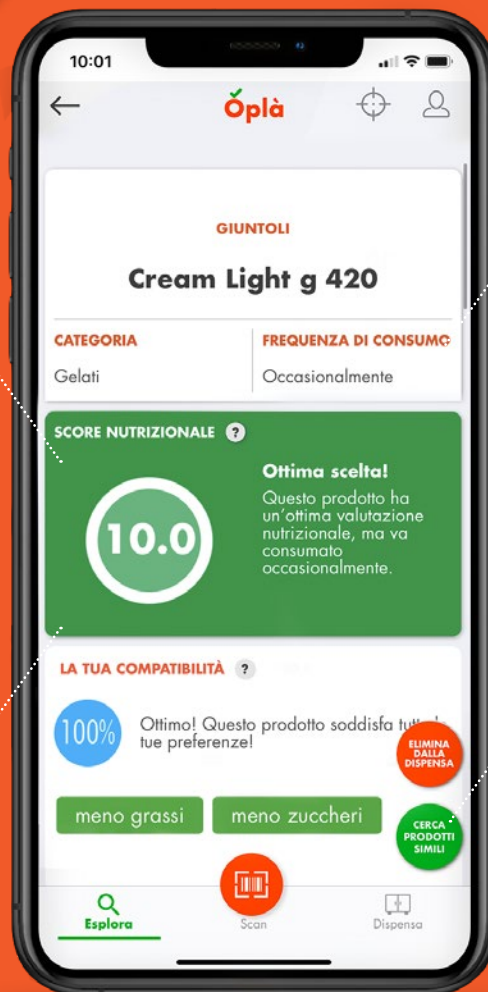 10:01
Oplà
GIUNTOLI
Cream Light g 420
CATEGORIA
FREQUENZA DI CONSUMO
Gelati
Occasionalmente
SCORE NUTRIZIONALE ?
10.0
Ottima scelta!
Questo prodotto ha
un'ottima valutazione
nutrizionale, ma va
consumato
occasionalmente.
LA TUA COMPATIBILITÀ ?
100%
Ottimo! Questo prodotto soddisfa
tue preferenze!
ELIMINA
DALLA
DISPENSA
meno grassi
meno zuccheri
CERCA
PRODOTTI
SIMILI
Esplora
Scan
Dispensa